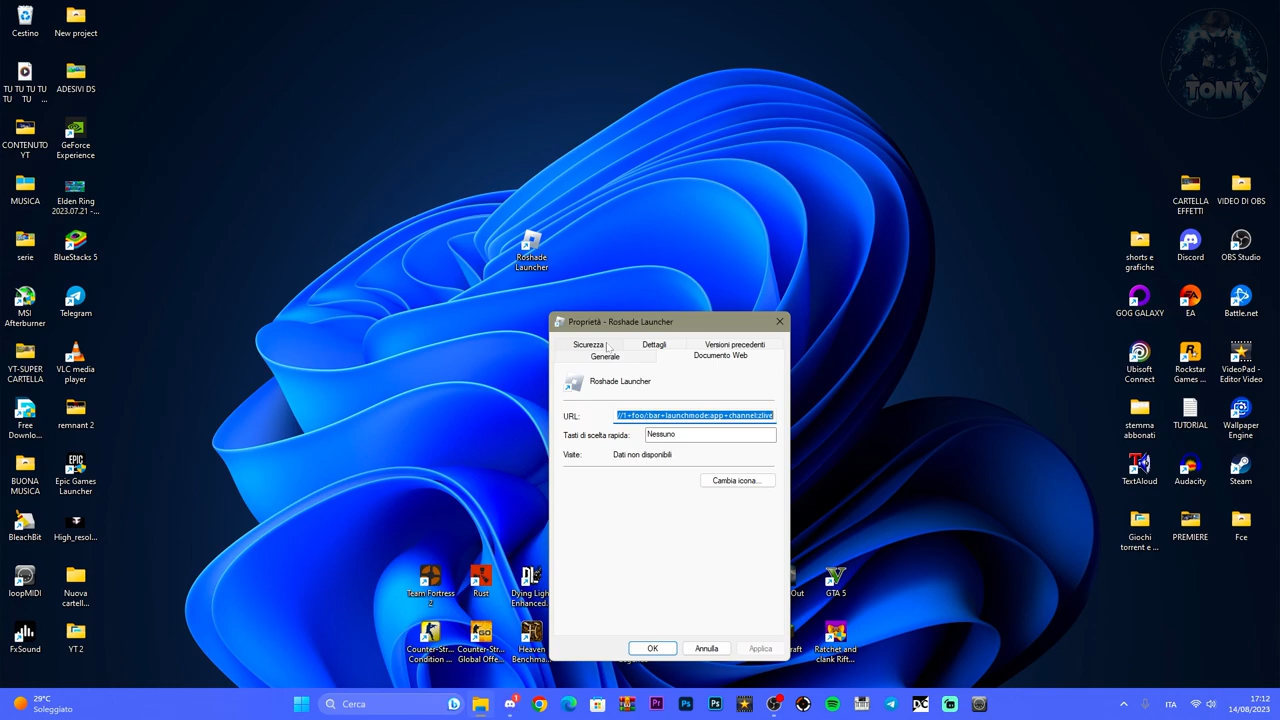 Cestino
New project
TU TU TU TU
TU TU ...
ADESIVI DS
CONTENUTO
YT
GeForce
Experience
MUSICA
Elden Ring
2023.07.21 -...
serie
BlueStacks 5
MSI
Afterburner
Telegram
YT-SUPER
CARTELLA
VLC media
player
Free
Downlo...
remnant 2
BUONA
MUSICA
Epic Games
Launcher
BleachBit
High_resol...
loopMIDI
Nuova
cartell...
FxSound
YT 2
Roshade
Launcher
TONY
CARTELLA
EFFETTI
VIDEO DI OBS
shorts e
grafiche
Discord
OBS Studio
GOG GALAXY
EA
Battle.net
Ubisoft
Connect
Rockstar
Games ...
VideoPad -
Editor Video
stemma
abbonati
TUTORIAL
Wallpaper
Engine
TextAloud
Audacity
Steam
Giochi
torrent e ...
PREMIERE
Fce
Proprietà - Roshade Launcher
Sicurezza
Dettagli
Versioni precedenti
Generale
Documento Web
Roshade Launcher
URL:
//1+foo/:bar+launchmode:app+channel:zlive
Tasti di scelta rapida:
Nessuno
Visite:
Dati non disponibili
Cambia icona...
OK
Annulla
Applica
Team Fortress
2
Rust
Dying Ligh
Enhanced.
Out
GTA 5
Counter-Str...
Condition ...
Counter-Str...
Global Offe...
Heaven
Benchma...
raft
Ratchet and
clank Rift...
29°C
Soleggiato
Cerca
ITA
17:12
14/08/2023